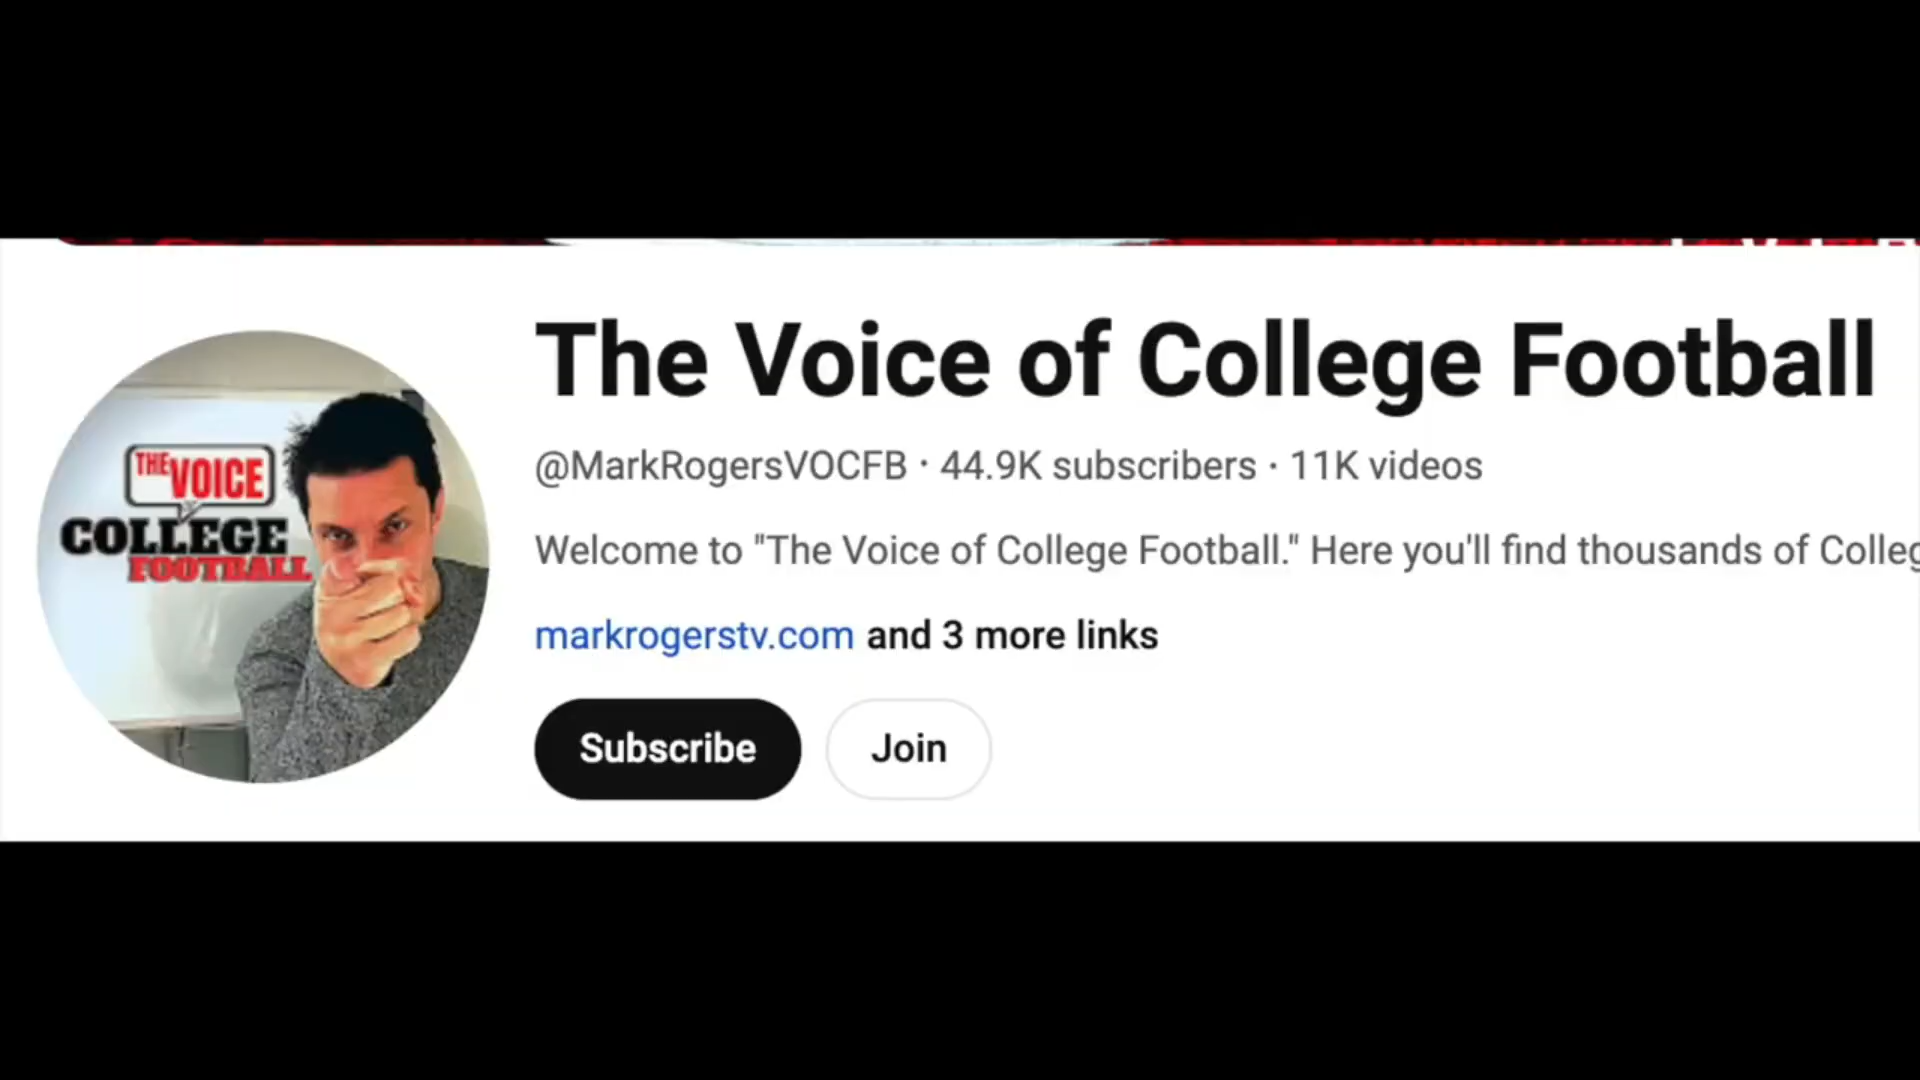 The Voice of College Football
@MarkRogersVOCFB · 44.9K subscribers · 11K videos
Welcome to "The Voice of College Football." Here you'll find thousands of Colleg
markrogerstv.com and 3 more links
Subscribe Join
THE VOICE
COLLEGE
FOOTBALL